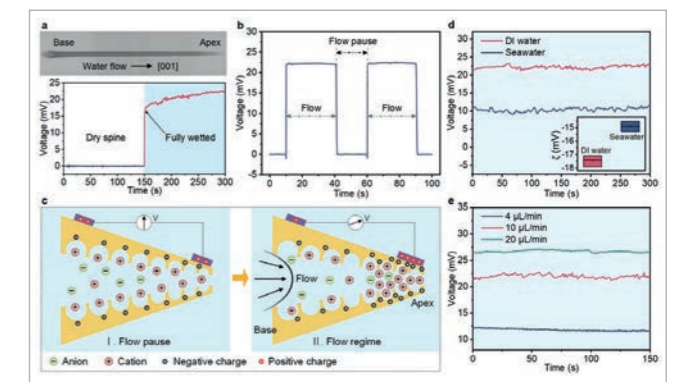 a
Base
Apex
Water flow
[001]
Voltage (mV)
25
20
15
10
5
0
Dry spine
Fully wetted
0
50
100
150
200
250
300
Time (s)
b
Voltage (mV)
30
25
20
15
10
5
0
-5
Flow pause
Flow
Flow
0
20
40
60
80
100
Time (s)
c
V
V
Flow
Apex
Base
I . Flow pause
II. Flow regime
Anion
Cation
Negative charge
Positive charge
d
Voltage (mV)
30
25
20
15
10
5
0
-5
DI water
Seawater
ζ (mV)
-15
-16
-17
-18
DI water
Seawater
0
50
100
150
200
250
300
Time (s)
e
Voltage (mV)
35
30
25
20
15
10
4 μL/min
10 μL/min
20 μL/min
0
50
100
150
Time (s)